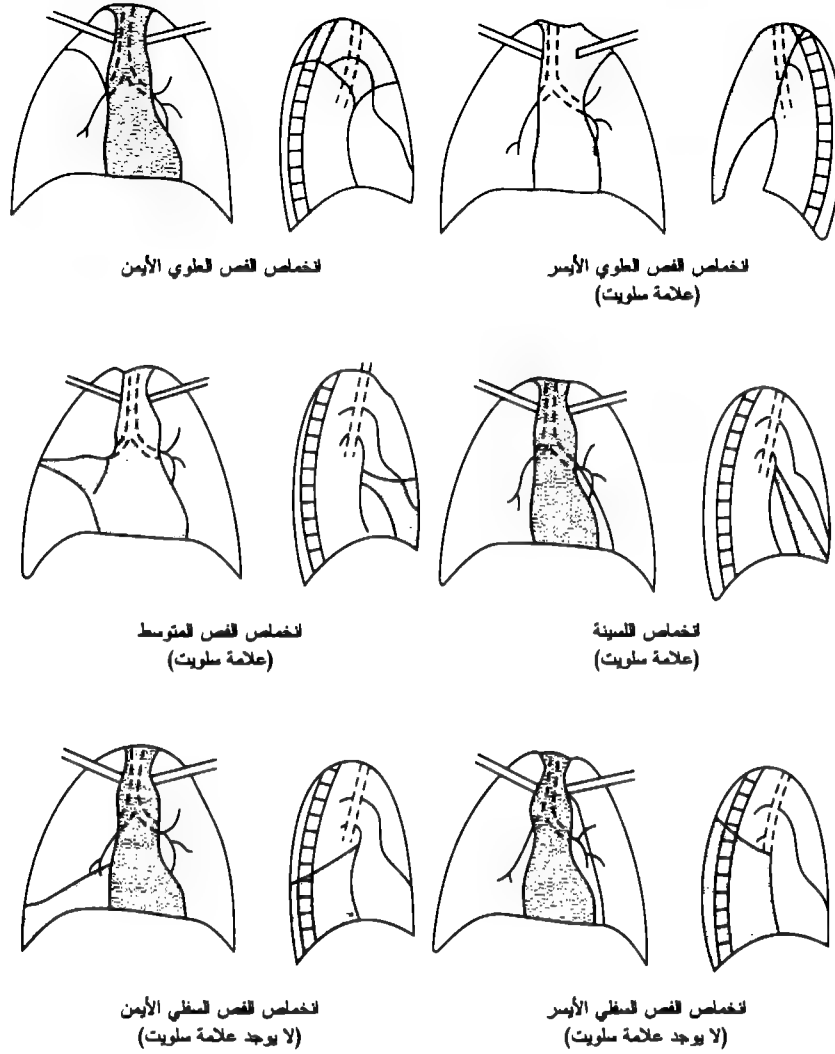 انخماص الفص العلوي الأيمن
انخماص الفص العلوي الأيسر
(علامة سلويت)
انخماص الفص المتوسط
(علامة سلويت)
انخماص اللسينة
(علامة سلويت)
انخماص الفص السفلي الأيمن
(لا يوجد علامة سلويت)
انخماص الفص السفلي الأيسر
(لا يوجد علامة سلويت)